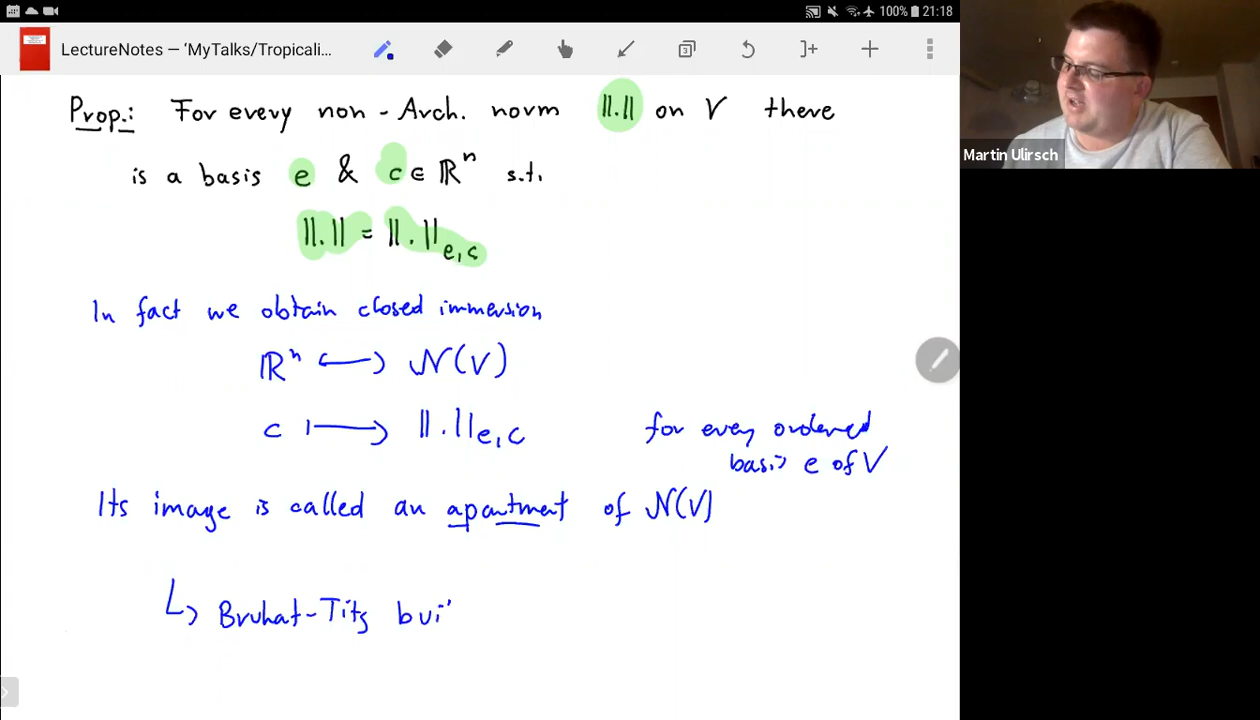 100% 21:18
LectureNotes – 'MyTalks/Tropicali...
3
Martin Ulirsch
Prop.: For every non-Arch. norm ||.|| on V there
is a basis e & c ∈ ℝⁿ s.t.
||.|| = ||.||e,c
In fact we obtain closed immersion
ℝⁿ ↪ N(V)
c ↦ ||.||e,c
for every ordered
basis e of V
Its image is called an apartment of N(V)
↳ Bruhat-Tits bui